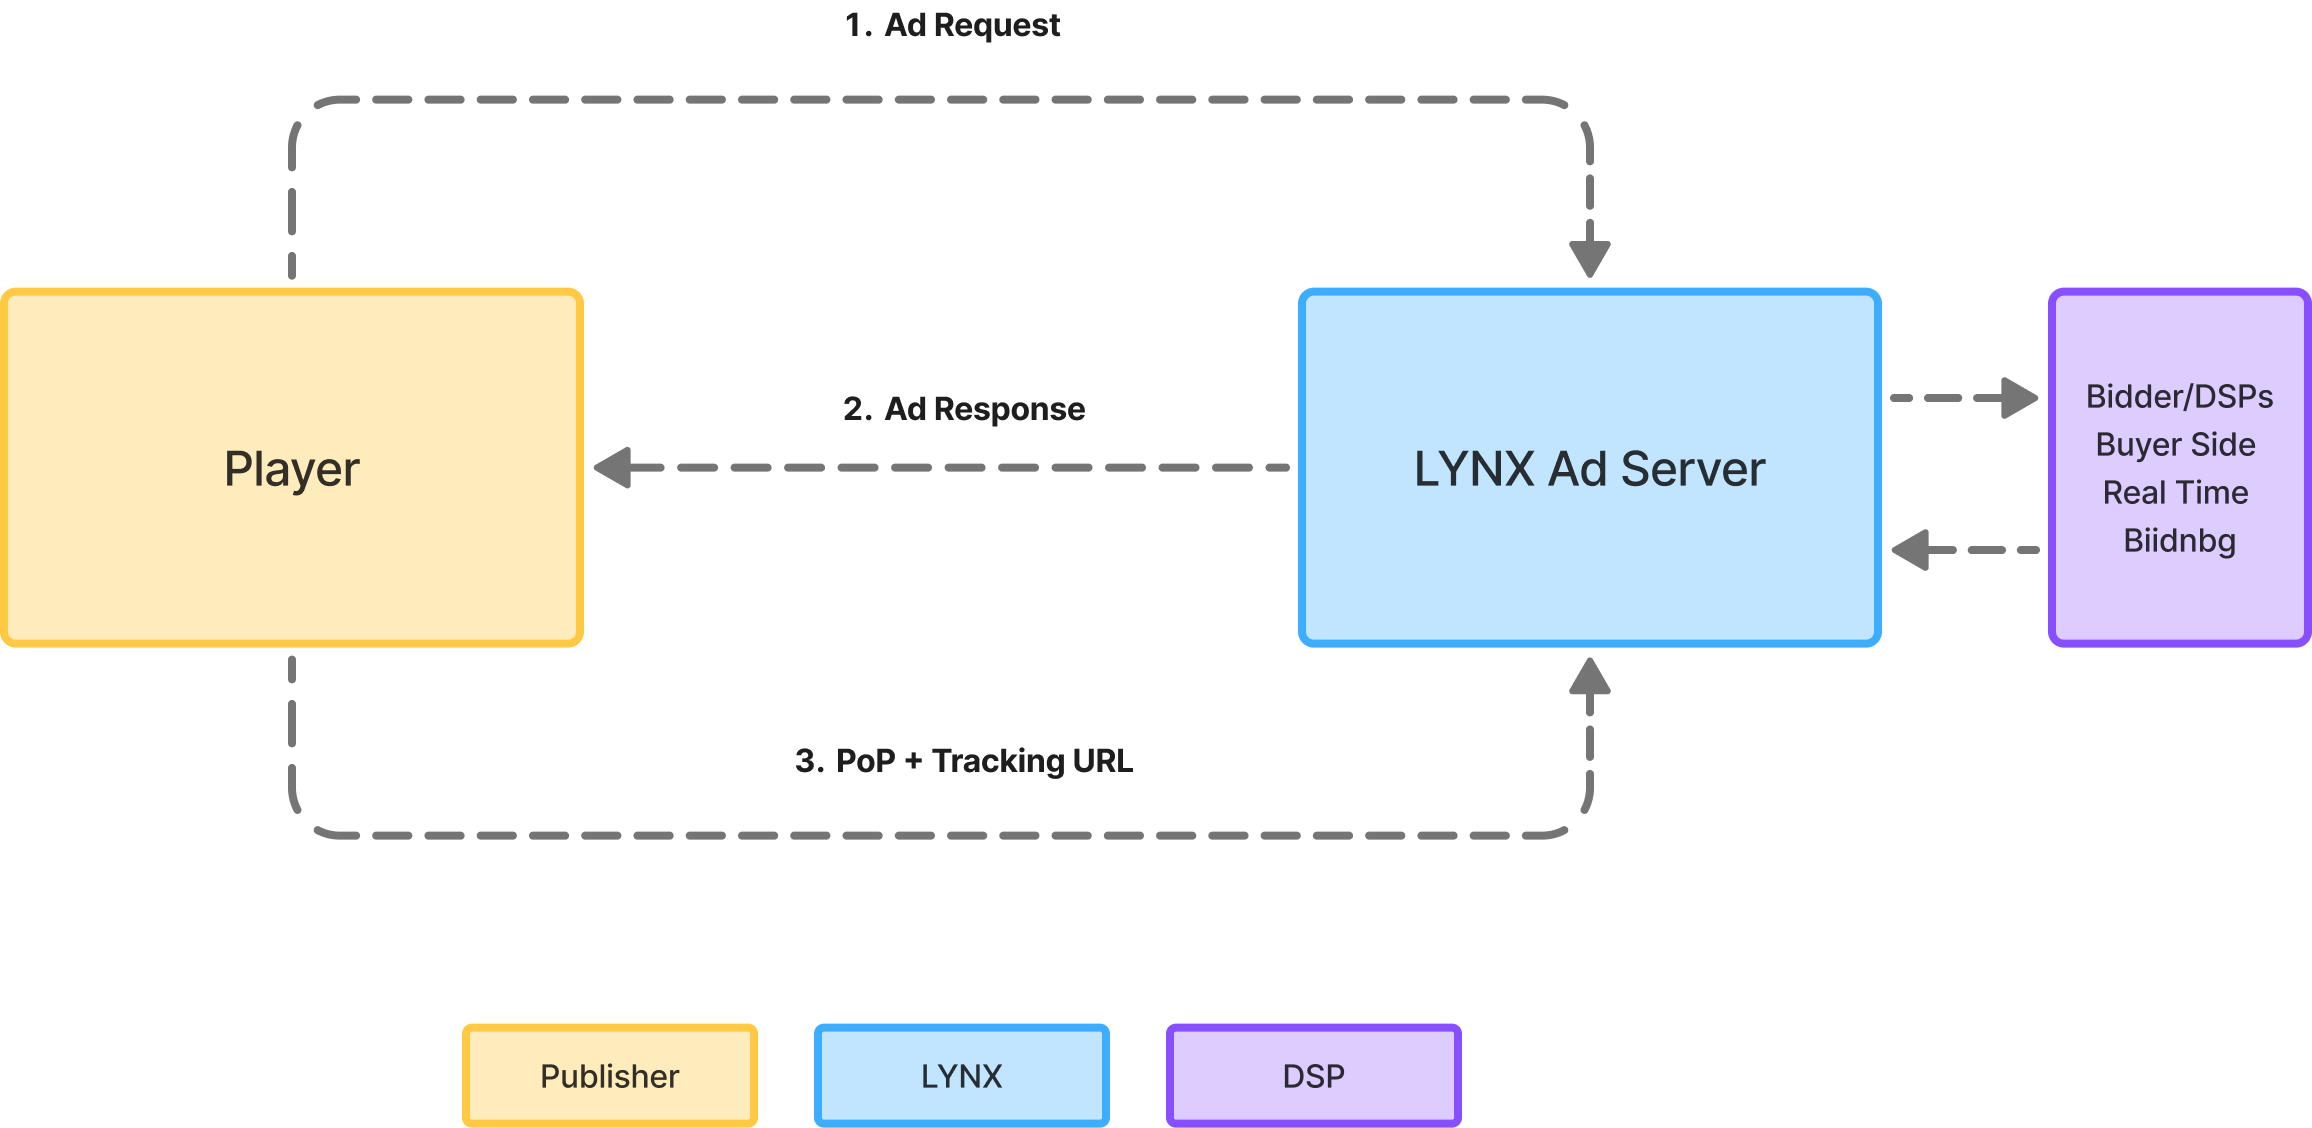 1. Ad Request
Player
2. Ad Response
LYNX Ad Server
Bidder/DSPs
Buyer Side
Real Time
Biidnbg
3. PoP + Tracking URL
Publisher
LYNX
DSP